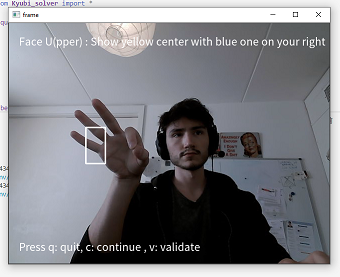 om Kyubi_solver import *
frame
Face U(pper) : Show yellow center with blue one on your right
Press q: quit, c: continue , v: validate